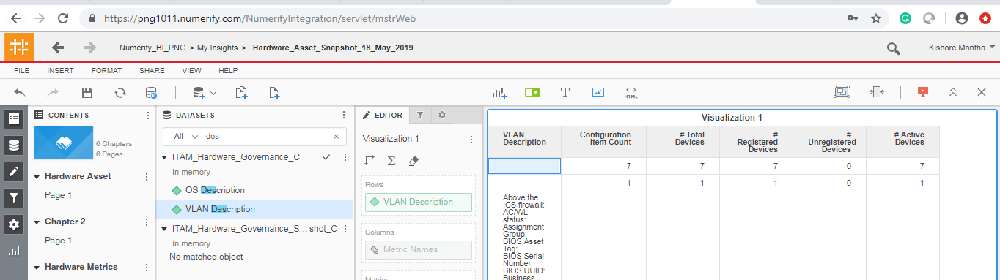 https://png1011.numerify.com/NumerifyIntegration/servlet/mstrWeb
Numerify_BI_PNG > My Insights > Hardware_Asset_Snapshot_18_May_2019
Kishore Mantha
FILE INSERT FORMAT SHARE VIEW HELP
T
< >
HTML
CONTENTS
6 Chapters
6 Pages
Hardware Asset
Page 1
Chapter 2
Page 1
Hardware Metrics
DATASETS
All des
ITAM_Hardware_Governance_C
In memory
OS Description
VLAN Description
ITAM_Hardware_Governance_S... shot_C
In memory
No matched object
EDITOR
Visualization 1
Rows
VLAN Description
Columns
Metric Names
Metrics
Visualization 1
VLAN
Description
Configuration
Item Count
# Total
Devices
#
Registered
Devices
#
Unregistered
Devices
# Active
Devices
7 7 7 0 7
1 1 1 0 1
Above the
ICS firewall:
AC/WL
status:
Assignment
Group:
BIOS Asset
Tag:
BIOS Serial
Number:
BIOS UUID:
Business